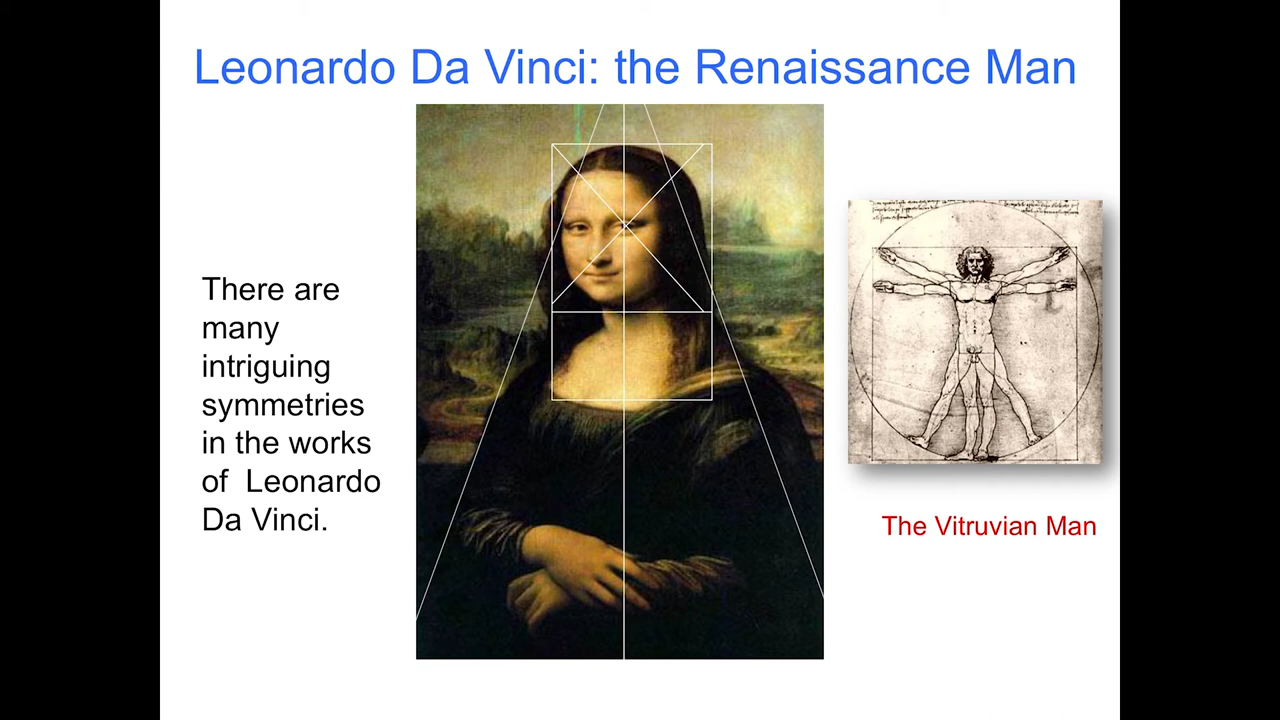 Leonardo Da Vinci: the Renaissance Man
There are
many
intriguing
symmetries
in the works
of  Leonardo
Da Vinci.
The Vitruvian Man